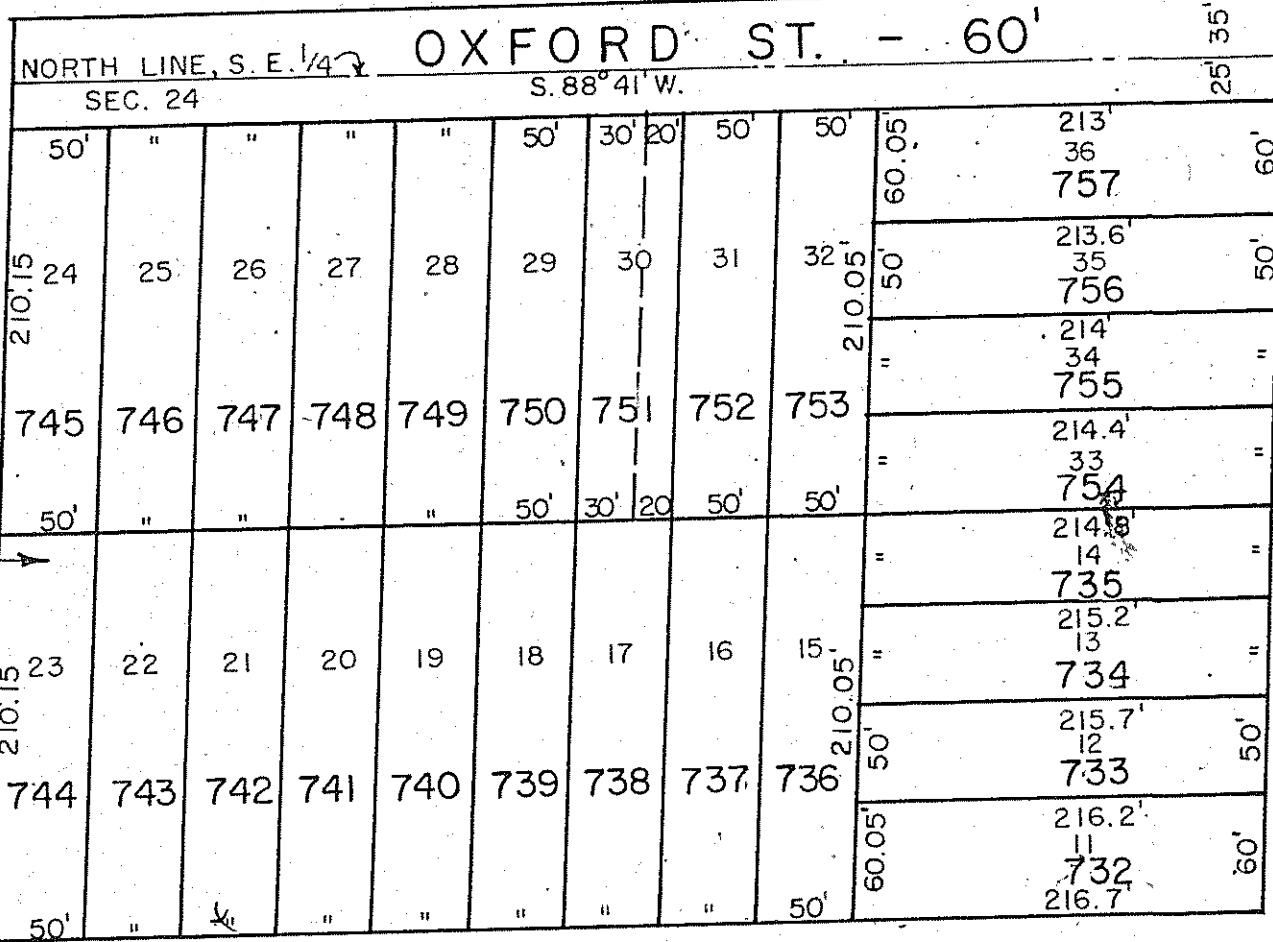 OXFORD ST. - 60'
35'
NORTH LINE, S. E. 1/4
25'
SEC. 24
S. 88° 41' W.
50' " " " " 50' 30' 20' 50' 50'
60.05' 213' 60'
36
757
210.15 24 25 26 27 28 29 30 31 32 210.05
50' 213.6' 50'
35
756
" 214' "
34
755
745 746 747 748 749 750 751 752 753
" 214.4' "
33
754
50' " " " 50' 30' 20 50' 50'
" 214.8' "
14
735
210.15 23 22 21 20 19 18 17 16 15 210.05
" 215.2' "
13
734
50' 215.7' 50'
12
733
744 743 742 741 740 739 738 737 736
60.05' 216.2' 60'
11
732
216.7'
50' " " " " " " " 50'